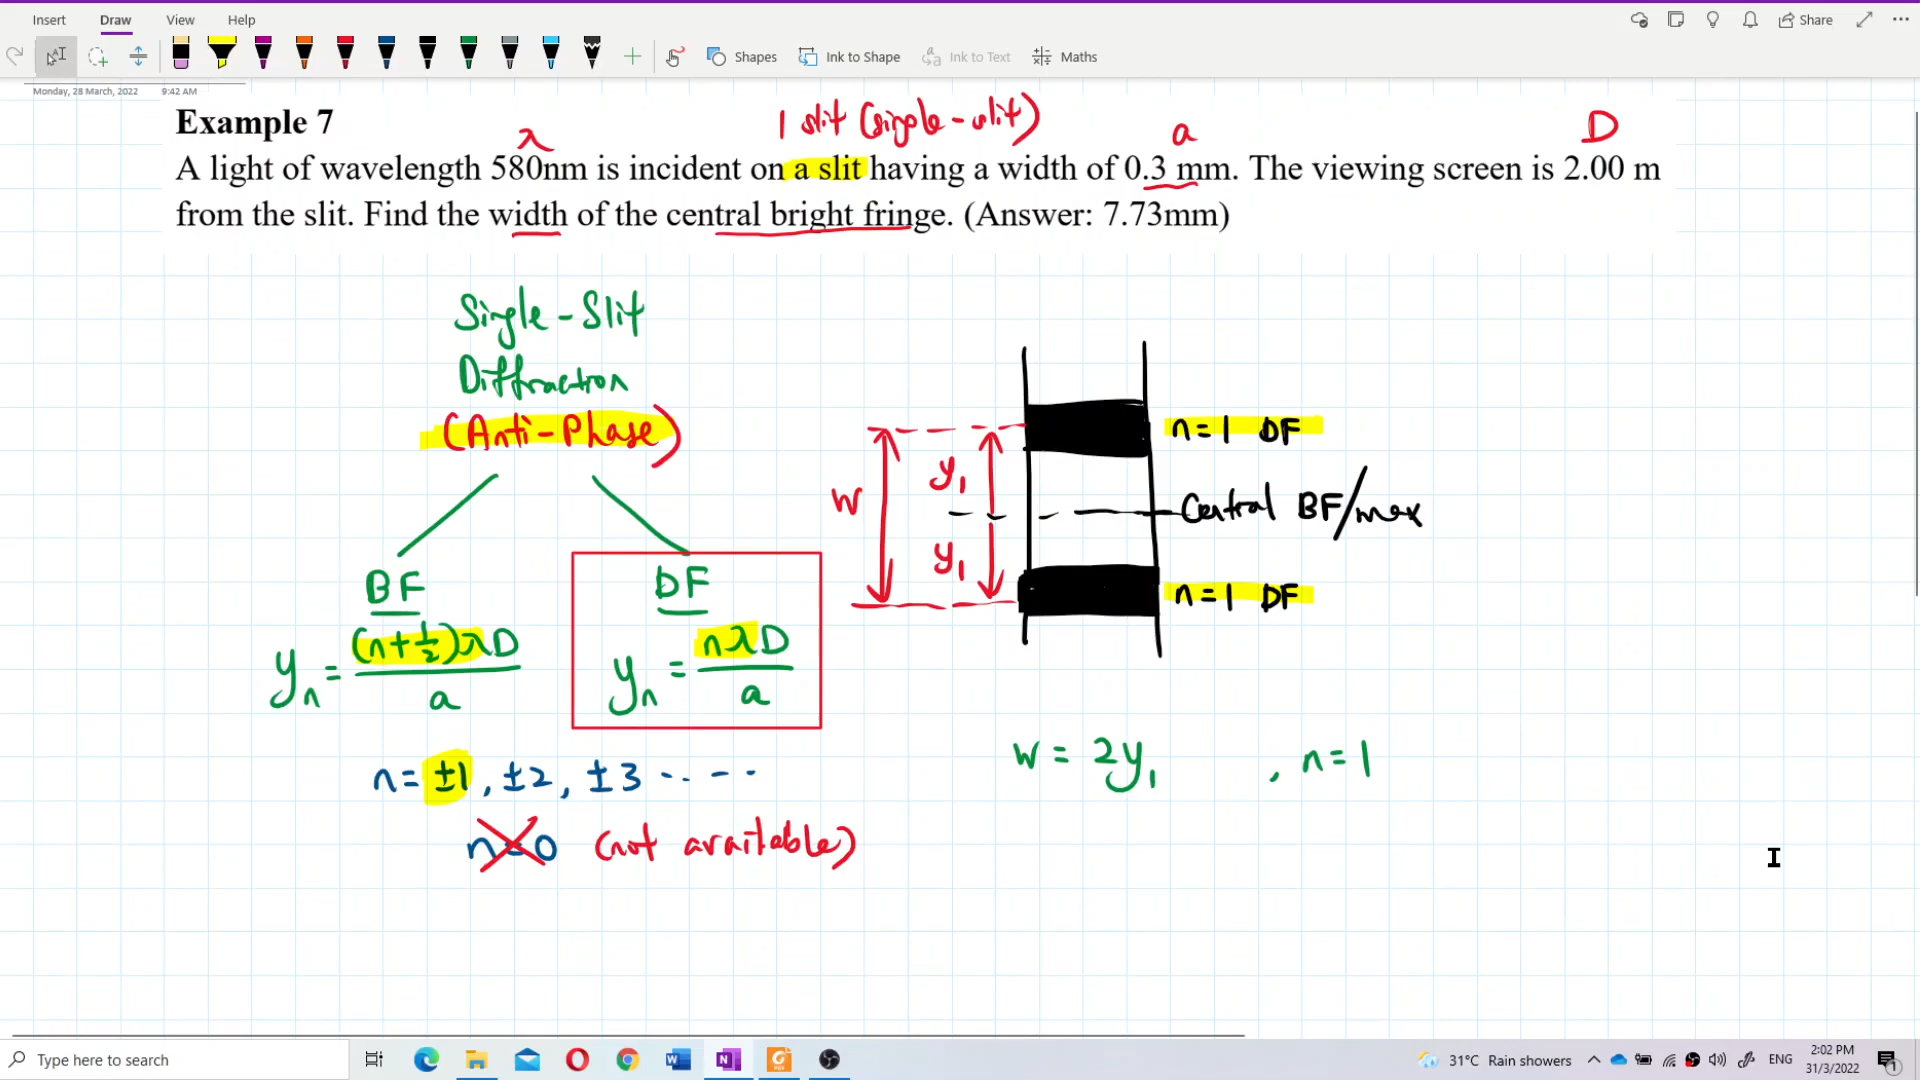 Insert Draw View Help
Share
Shapes Ink to Shape Ink to Text Maths
Monday, 28 March, 2022 9:42 AM
Example 7
1 slit (single-slit)
λ a D
A light of wavelength 580nm is incident on a slit having a width of 0.3 mm. The viewing screen is 2.00 m
from the slit. Find the width of the central bright fringe. (Answer: 7.73mm)
Single-Slit
Diffraction
(Anti-Phase)
BF
yₙ = (n+½)λD / a
DF
yₙ = nλD / a
n = ±1, ±2, ±3 ....
n=0 (not available)
n=1 DF
W y₁
Central BF/max
y₁
n=1 DF
W = 2y₁ , n=1
Type here to search
31°C Rain showers
ENG
2:02 PM
31/3/2022
1